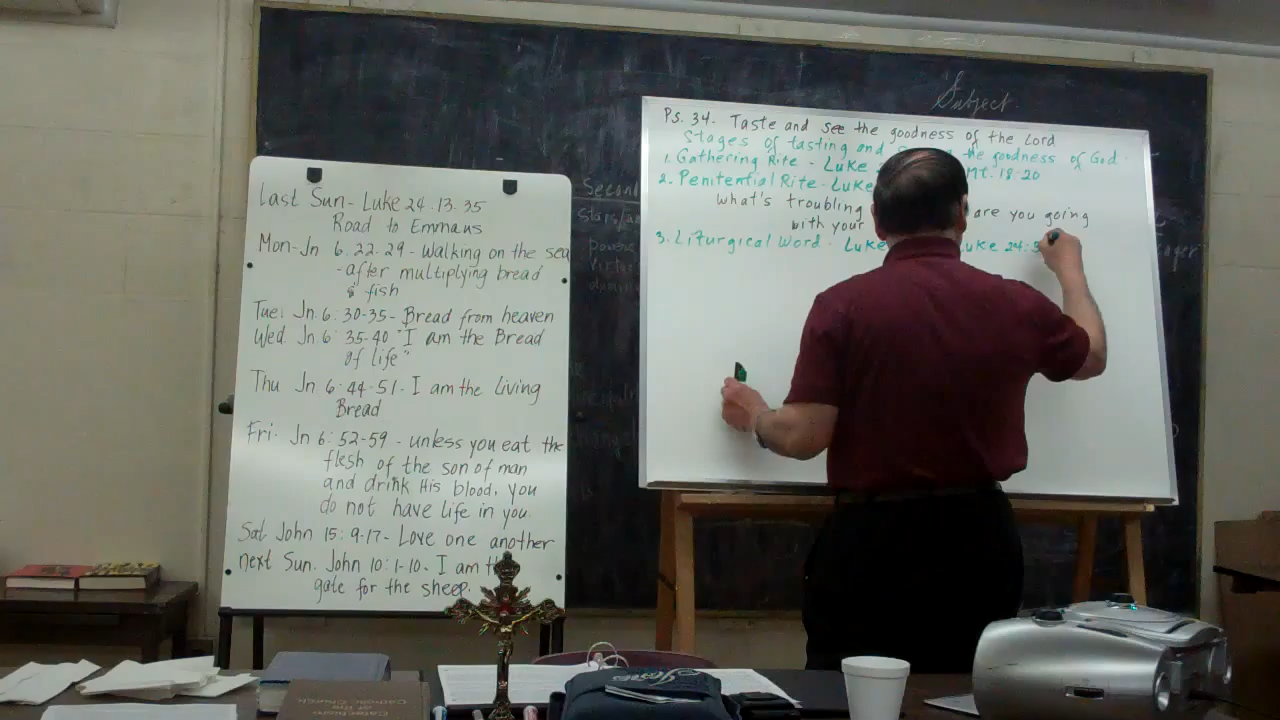 Last Sun - Luke 24. 13. 35
Road to Emmaus
Mon - Jn 6. 22. 29 - Walking on the sea
- after multiplying bread
& fish
Tue: Jn. 6: 30-35 - Bread from heaven
Wed. Jn. 6: 35-40 "I am the Bread
of life"
Thu Jn 6: 44-51 - I am the Living
Bread
Fri- Jn 6: 52-59 - unless you eat the
flesh of the son of man
and drink His blood, you
do not have life in you.
Sat John 15: 9-17 - Love one another
next Sun. John 10: 1-10. I am
gate for the sheep.
Subject
Ps. 34. Taste and see the goodness of the Lord
Stages of tasting and the goodness of God.
1. Gathering Rite - Luke Mt. 18:20
2. Penitential Rite - Luke
what's troubling are you going
with your
3. Liturgical Word - Luke Luke 24:
Second
Catechism
of the
Catholic Church